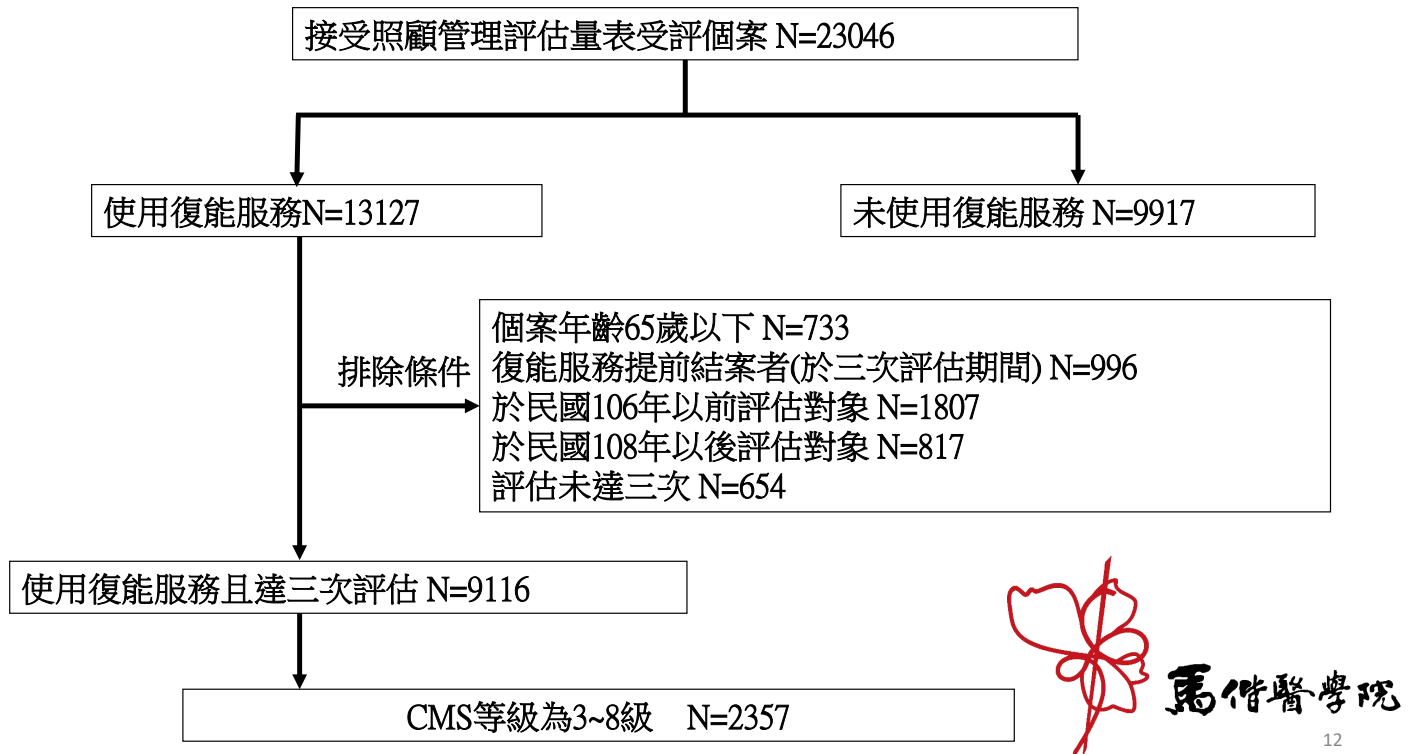 接受照顧管理評估量表受評個案 N=23046
使用復能服務N=13127
未使用復能服務 N=9917
排除條件
個案年齡65歲以下 N=733
復能服務提前結案者(於三次評估期間) N=996
於民國106年以前評估對象 N=1807
於民國108年以後評估對象 N=817
評估未達三次 N=654
使用復能服務且達三次評估 N=9116
CMS等級為3~8級 N=2357
馬偕醫學院
12